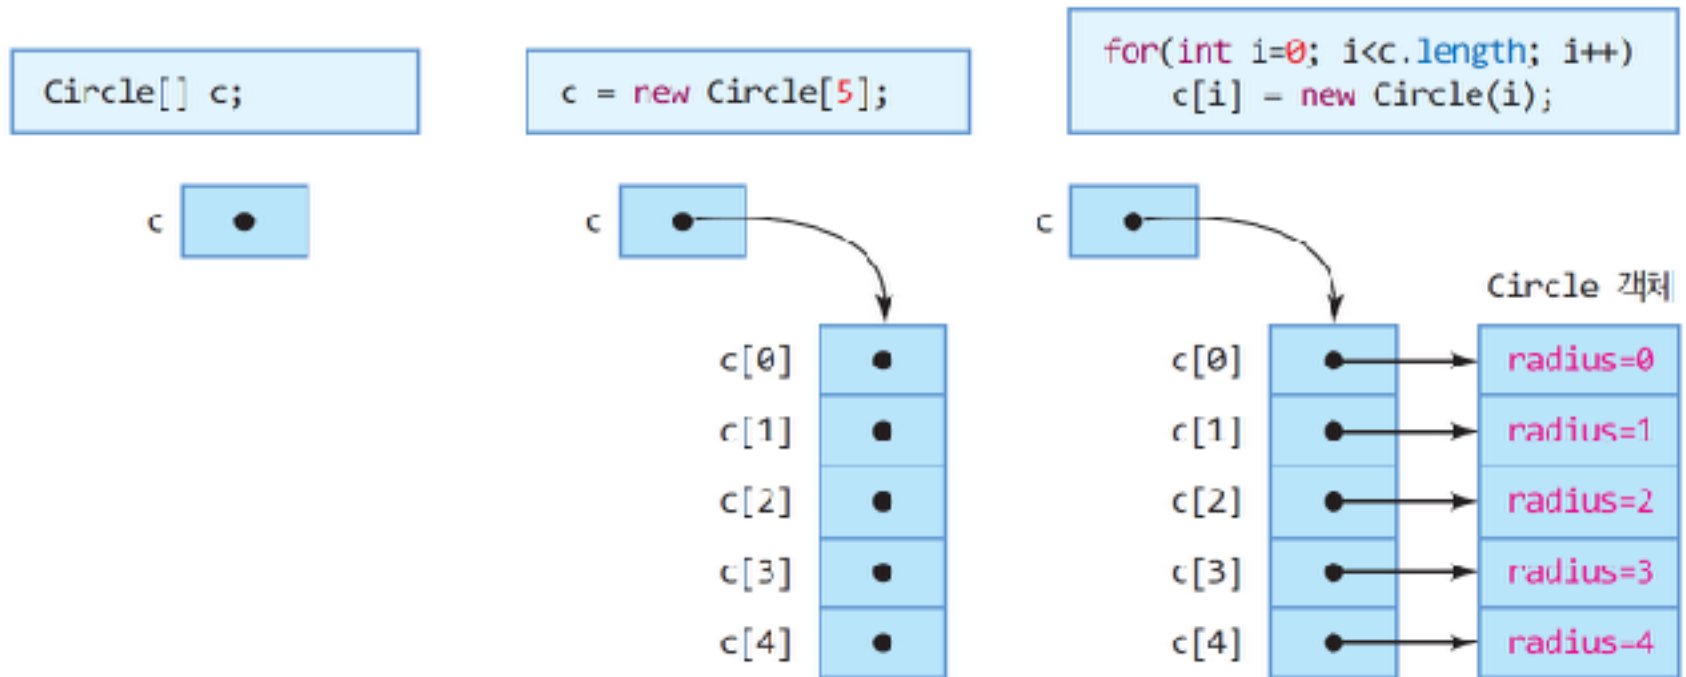 Circle[] c;
c = new Circle[5];
for(int i=0; i<c.length; i++)
c[i] = new Circle(i);
c
c
c
Circle 객체
c[0]
c[1]
c[2]
c[3]
c[4]
c[0]
radius=0
c[1]
radius=1
c[2]
radius=2
c[3]
radius=3
c[4]
radius=4